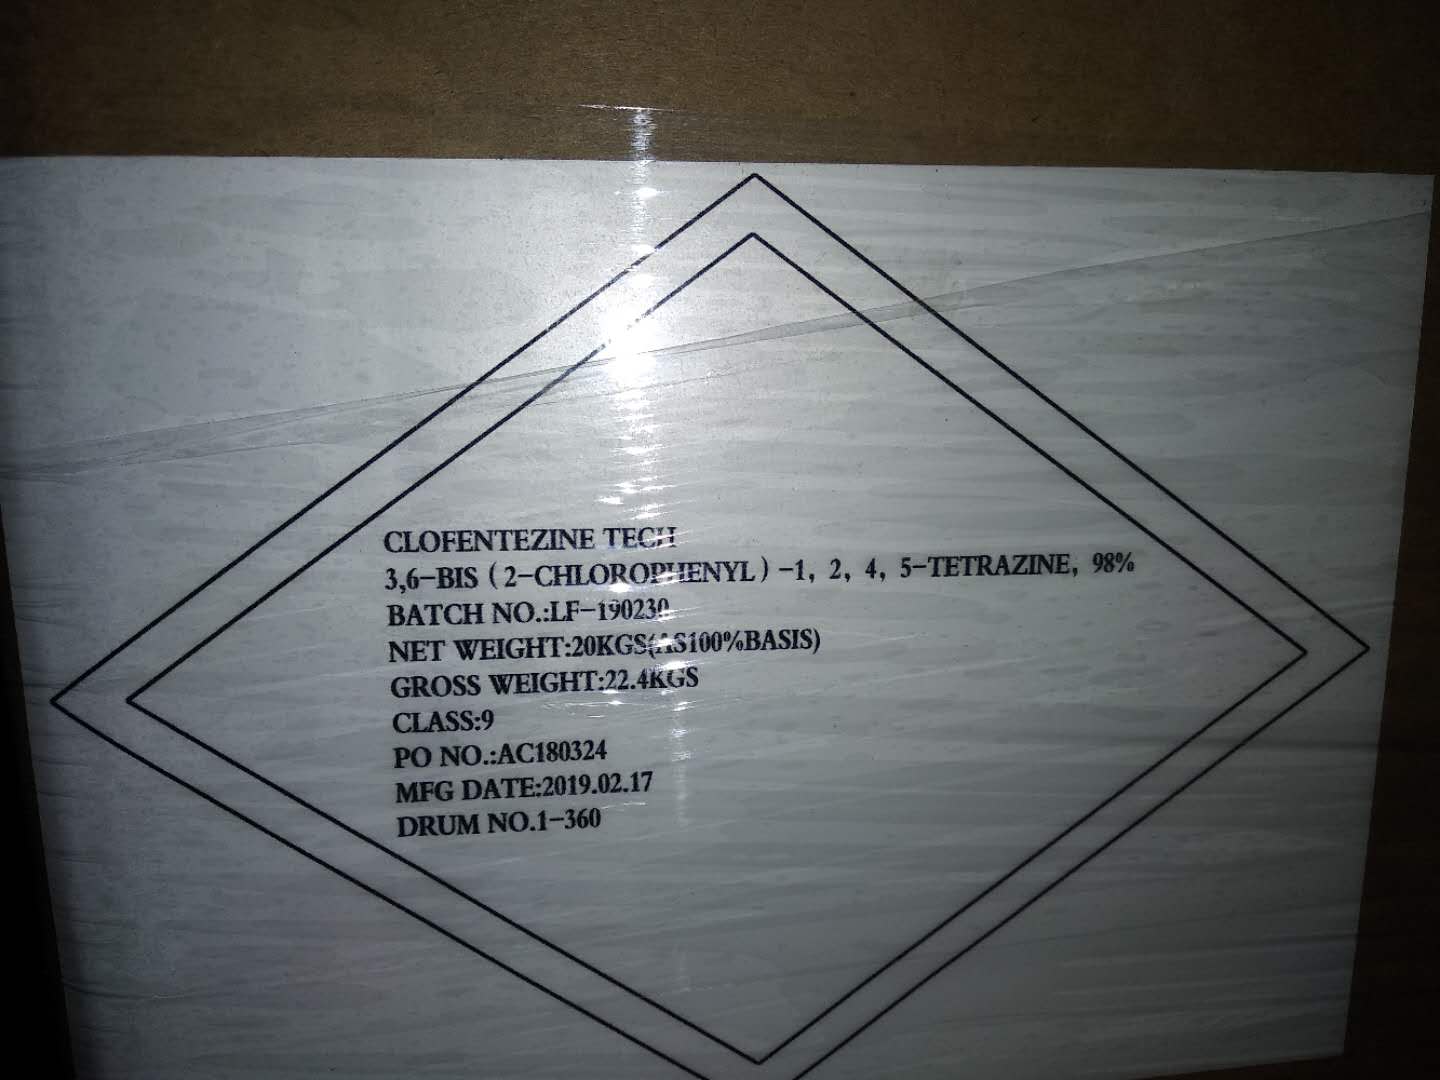 CLOFENTEZINE TECH
3,6-BIS（2-CHLOROPHENYL）-1, 2, 4, 5-TETRAZINE, 98%
BATCH NO.:LF-190230
NET WEIGHT:20KGS(AS100%BASIS)
GROSS WEIGHT:22.4KGS
CLASS:9
PO NO.:AC180324
MFG DATE:2019.02.17
DRUM NO.1-360